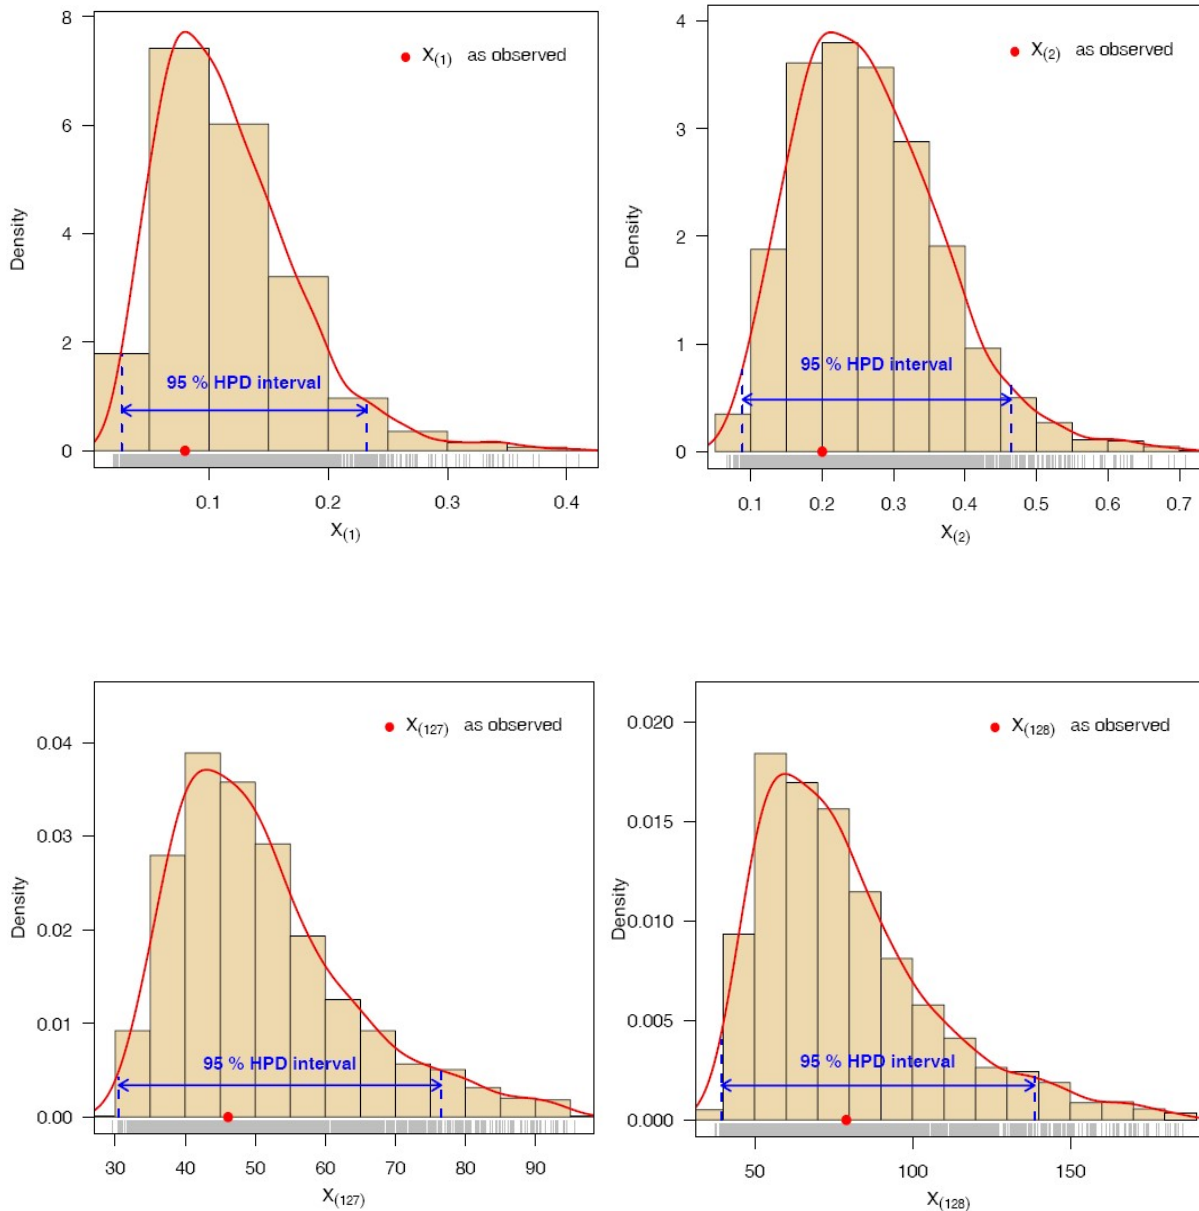 8
6
4
2
0
Density
X(1) as observed
95 % HPD interval
0.1 0.2 0.3 0.4
X(1)
4
3
2
1
0
Density
X(2) as observed
95 % HPD interval
0.1 0.2 0.3 0.4 0.5 0.6 0.7
X(2)
0.04
0.03
0.02
0.01
0.00
Density
X(127) as observed
95 % HPD interval
30 40 50 60 70 80 90
X(127)
0.020
0.015
0.010
0.005
0.000
Density
X(128) as observed
95 % HPD interval
50 100 150
X(128)